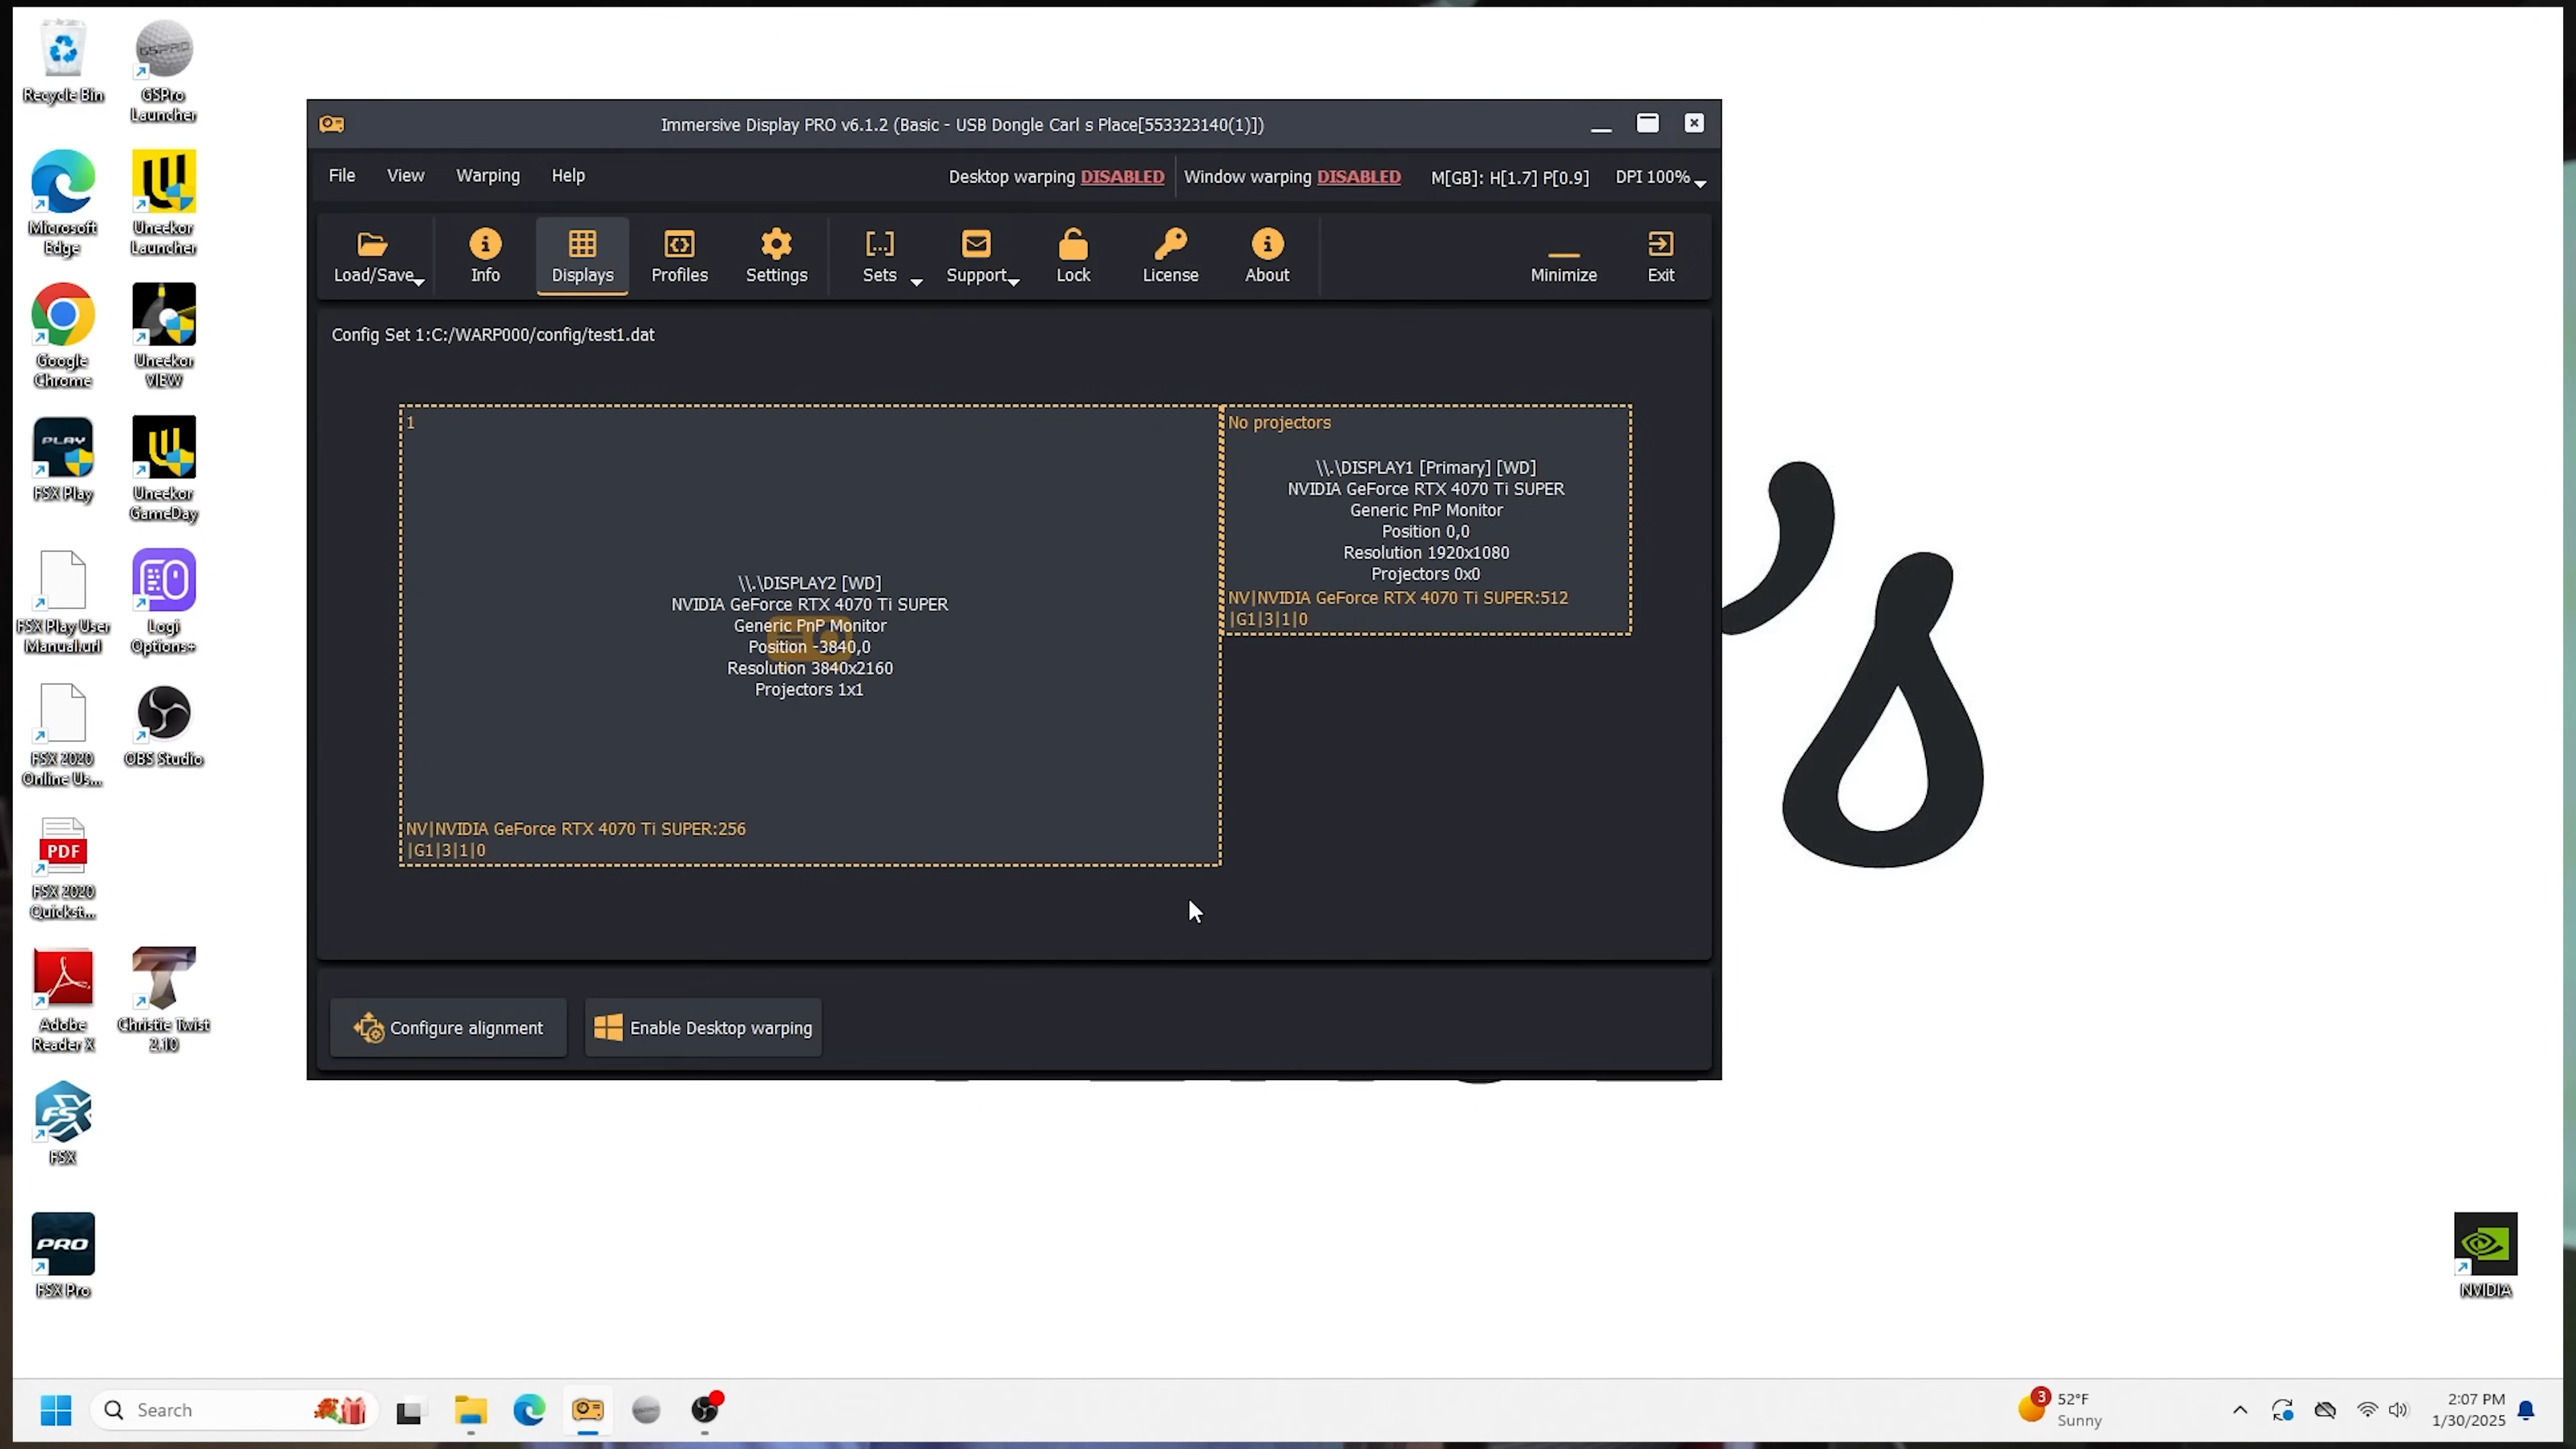 Recycle Bin
GSPRO
GSPro
Launcher
Microsoft
Edge
Uneekor
Launcher
Google
Chrome
Uneekor
VIEW
PLAY
FSX Play
Uneekor
GameDay
FSX Play User
Manual.url
Logi
Options+
FSX 2020
Online Us...
OBS Studio
PDF
FSX 2020
Quickst...
Adobe
Reader X
Christie Twist
2.10
FSX
PRO
FSX Pro
NVIDIA
Immersive Display PRO v6.1.2 (Basic - USB Dongle Carl s Place[553323140(1)])
File
View
Warping
Help
Desktop warping DISABLED
Window warping DISABLED
M[GB]: H[1.7] P[0.9]
DPI 100%
Load/Save
Info
Displays
Profiles
Settings
Sets
Support
Lock
License
About
Minimize
Exit
Config Set 1:C:/WARP000/config/test1.dat
1
\\.\DISPLAY2 [WD]
NVIDIA GeForce RTX 4070 Ti SUPER
Generic PnP Monitor
Position -3840,0
Resolution 3840x2160
Projectors 1x1
NV|NVIDIA GeForce RTX 4070 Ti SUPER:256
|G1|3|1|0
No projectors
\\.\DISPLAY1 [Primary] [WD]
NVIDIA GeForce RTX 4070 Ti SUPER
Generic PnP Monitor
Position 0,0
Resolution 1920x1080
Projectors 0x0
NV|NVIDIA GeForce RTX 4070 Ti SUPER:512
|G1|3|1|0
Configure alignment
Enable Desktop warping
's
Search
3
52°F
Sunny
2:07 PM
1/30/2025